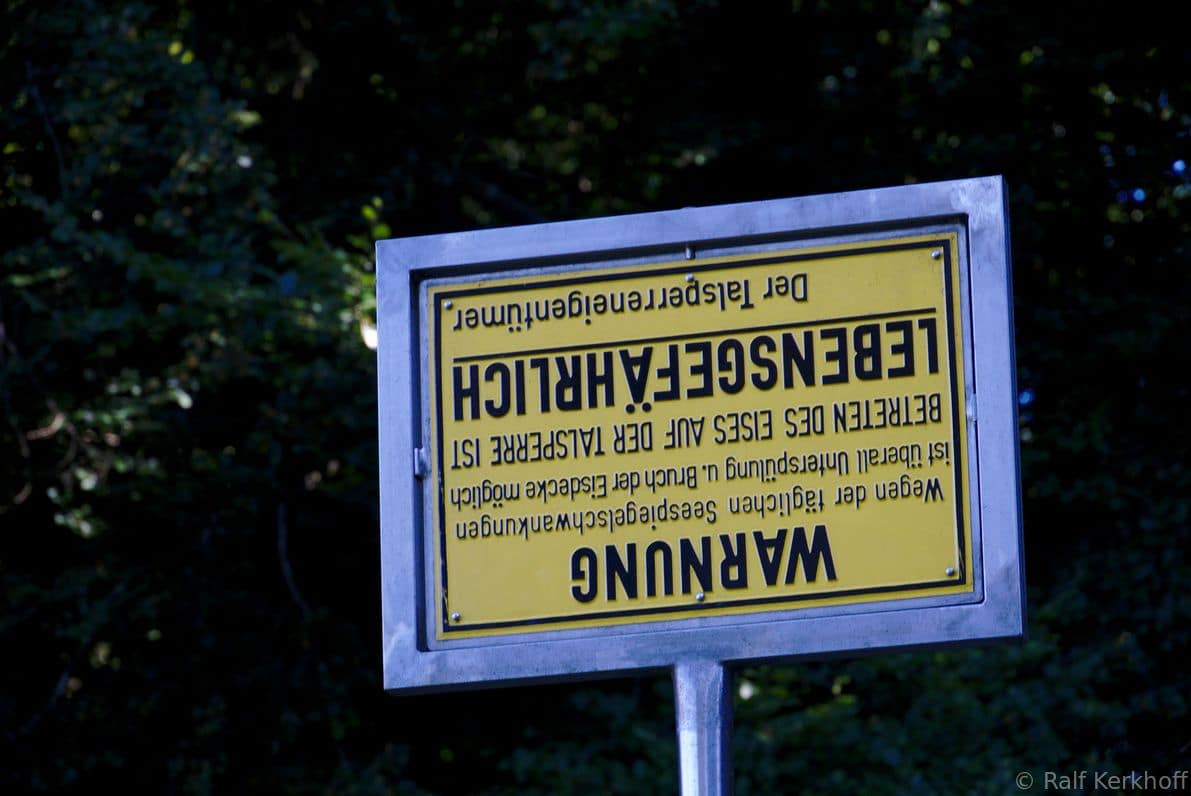 WARNUNG
Wegen der täglichen Seespiegelschwankungen
ist überall Unterspülung u. Bruch der Eisdecke möglich
BETRETEN DES EISES AUF DER TALSPERRE IST
LEBENSGEFÄHRLICH
Der Talsperreneigentümer
© Ralf Kerkhoff